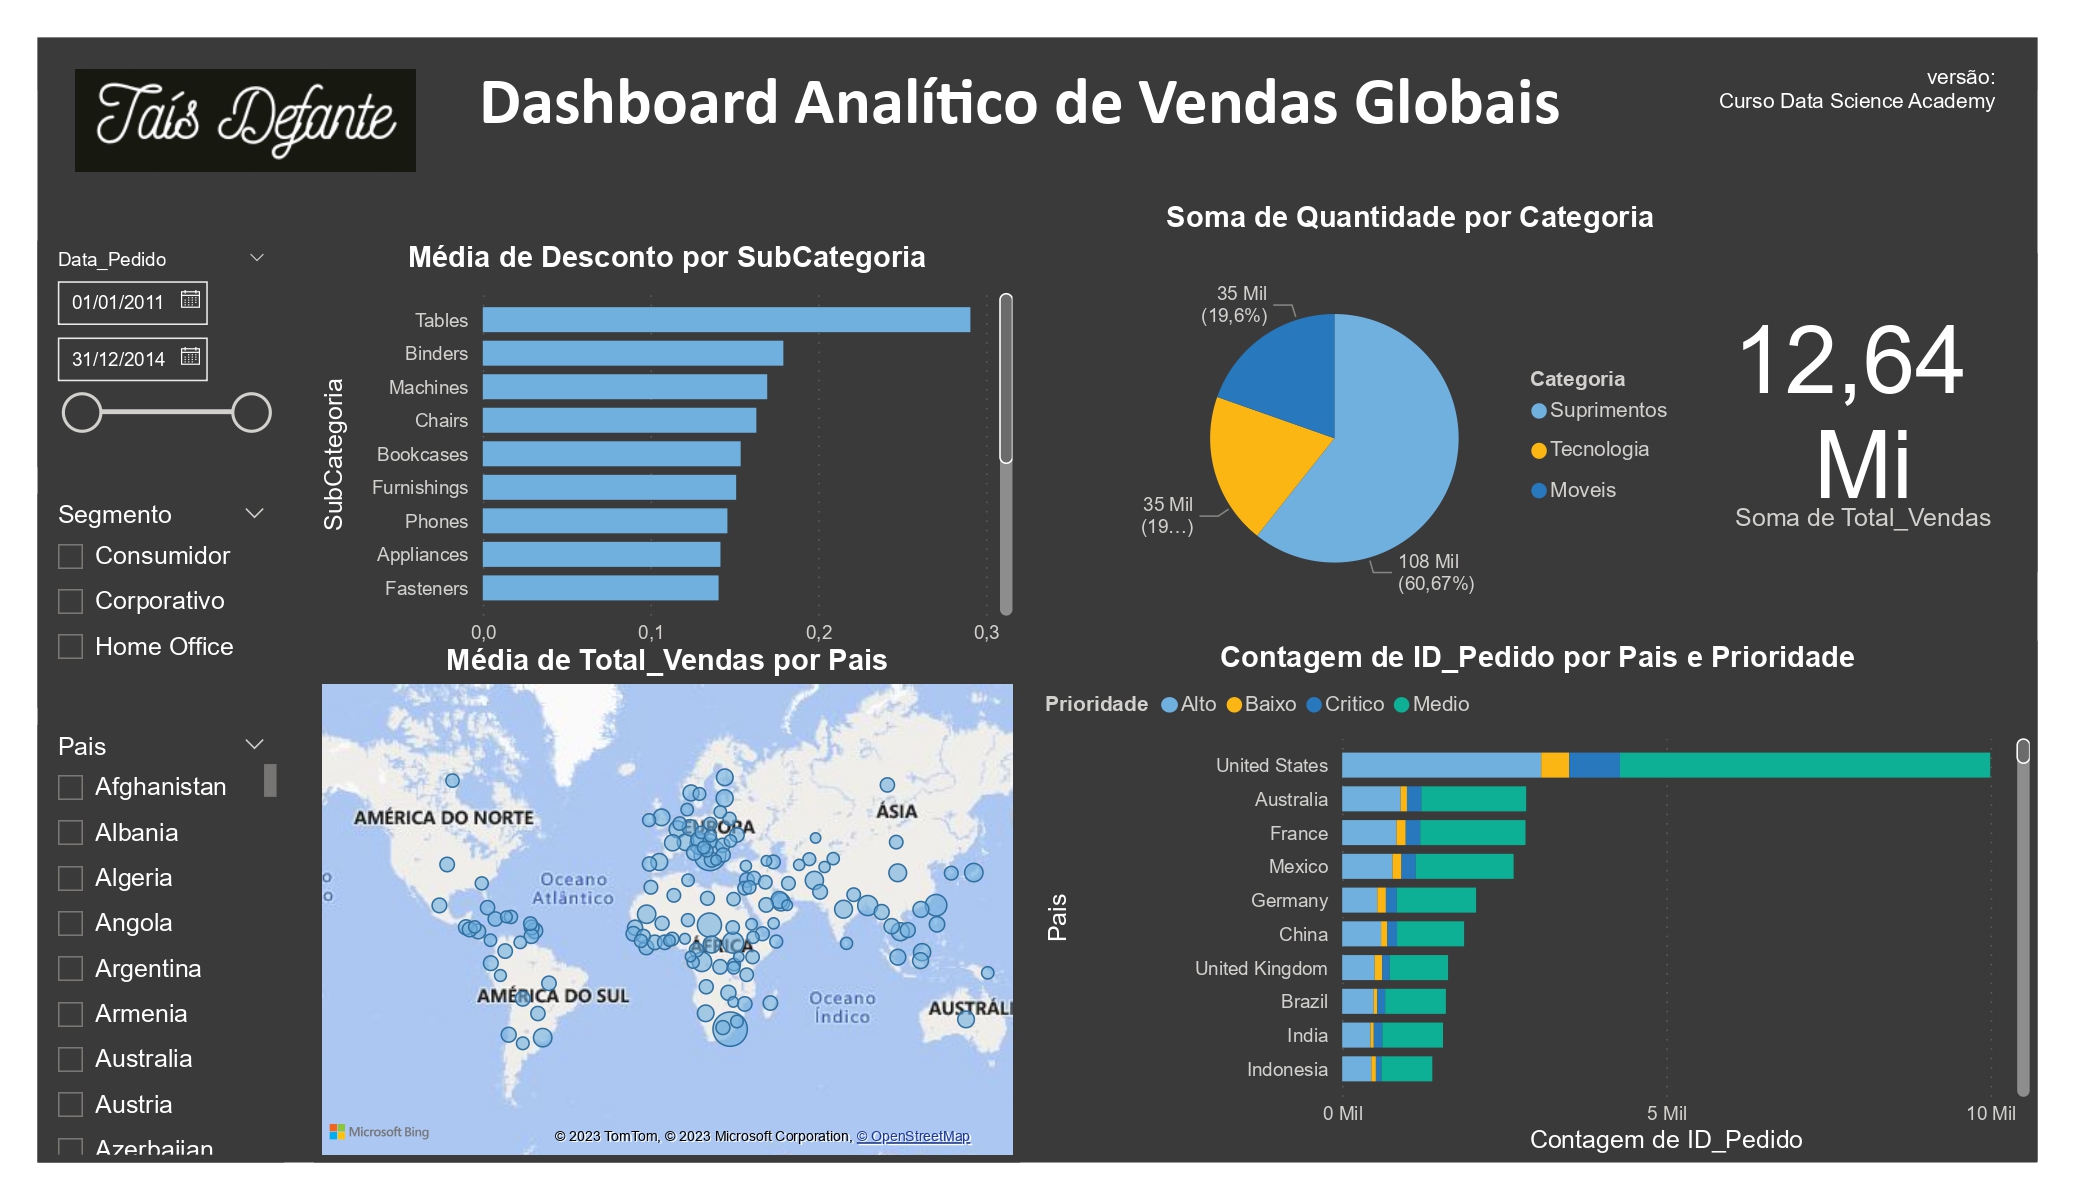 Taís Defante
Dashboard Analítico de Vendas Globais
versão:
Curso Data Science Academy
Data_Pedido
01/01/2011
31/12/2014
Segmento
Consumidor
Corporativo
Home Office
Pais
Afghanistan
Albania
Algeria
Angola
Argentina
Armenia
Australia
Austria
Azerbaijan
Média de Desconto por SubCategoria
SubCategoria
Tables
Binders
Machines
Chairs
Bookcases
Furnishings
Phones
Appliances
Fasteners
0,0 0,1 0,2 0,3
Soma de Quantidade por Categoria
35 Mil
(19,6%)
35 Mil
(19...)
108 Mil
(60,67%)
Categoria
Suprimentos
Tecnologia
Moveis
12,64
Mi
Soma de Total_Vendas
Média de Total_Vendas por Pais
AMÉRICA DO NORTE
EUROPA
ÁSIA
o
o
Oceano
Atlântico
ÁFRICA
AMÉRICA DO SUL
Oceano
Índico
AUSTRÁLI
Microsoft Bing
© 2023 TomTom, © 2023 Microsoft Corporation, © OpenStreetMap
Contagem de ID_Pedido por Pais e Prioridade
Prioridade Alto Baixo Critico Medio
Pais
United States
Australia
France
Mexico
Germany
China
United Kingdom
Brazil
India
Indonesia
0 Mil 5 Mil 10 Mil
Contagem de ID_Pedido